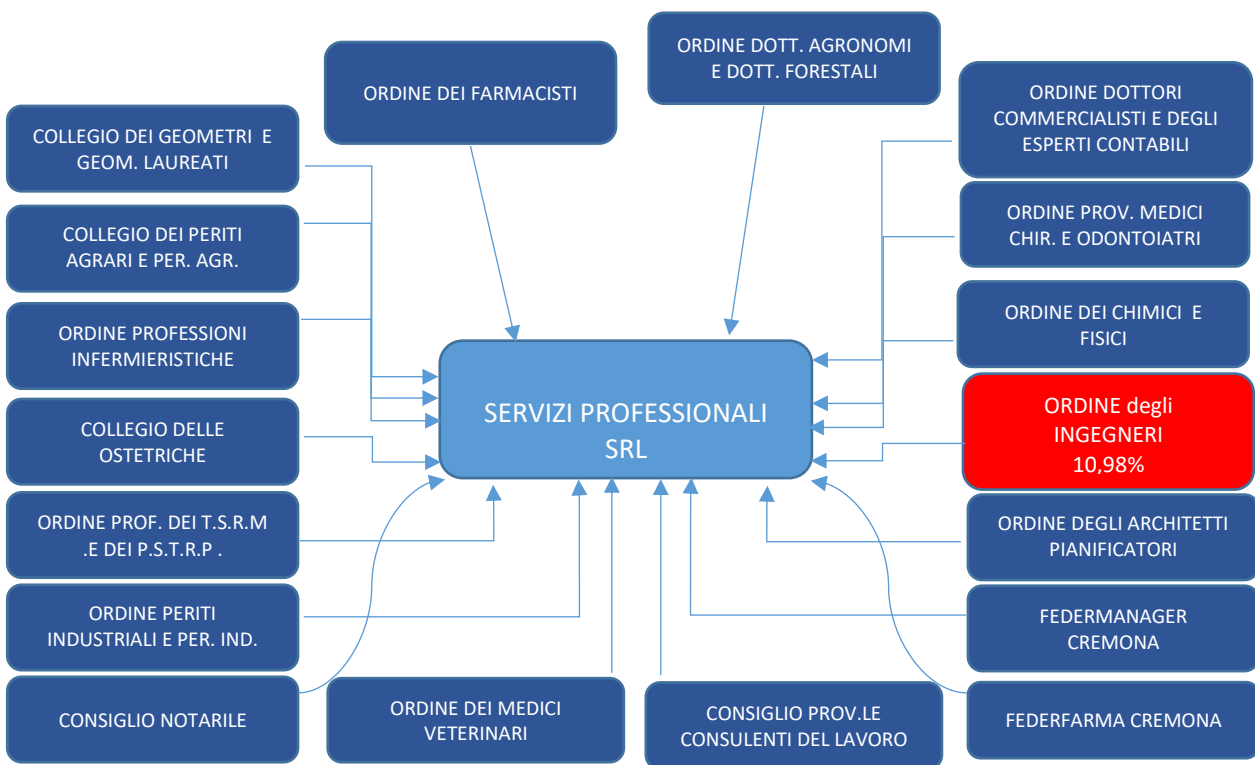 ORDINE DEI FARMACISTI
ORDINE DOTT. AGRONOMI
E DOTT. FORESTALI
COLLEGIO DEI GEOMETRI E
GEOM. LAUREATI
COLLEGIO DEI PERITI
AGRARI E PER. AGR.
ORDINE PROFESSIONI
INFERMIERISTICHE
COLLEGIO DELLE
OSTETRICHE
ORDINE PROF. DEI T.S.R.M
.E DEI P.S.T.R.P .
ORDINE PERITI
INDUSTRIALI E PER. IND.
CONSIGLIO NOTARILE
SERVIZI PROFESSIONALI
SRL
ORDINE DOTTORI
COMMERCIALISTI E DEGLI
ESPERTI CONTABILI
ORDINE PROV. MEDICI
CHIR. E ODONTOIATRI
ORDINE DEI CHIMICI E
FISICI
ORDINE degli
INGEGNERI
10,98%
ORDINE DEGLI ARCHITETTI
PIANIFICATORI
FEDERMANAGER
CREMONA
FEDERFARMA CREMONA
ORDINE DEI MEDICI
VETERINARI
CONSIGLIO PROV.LE
CONSULENTI DEL LAVORO